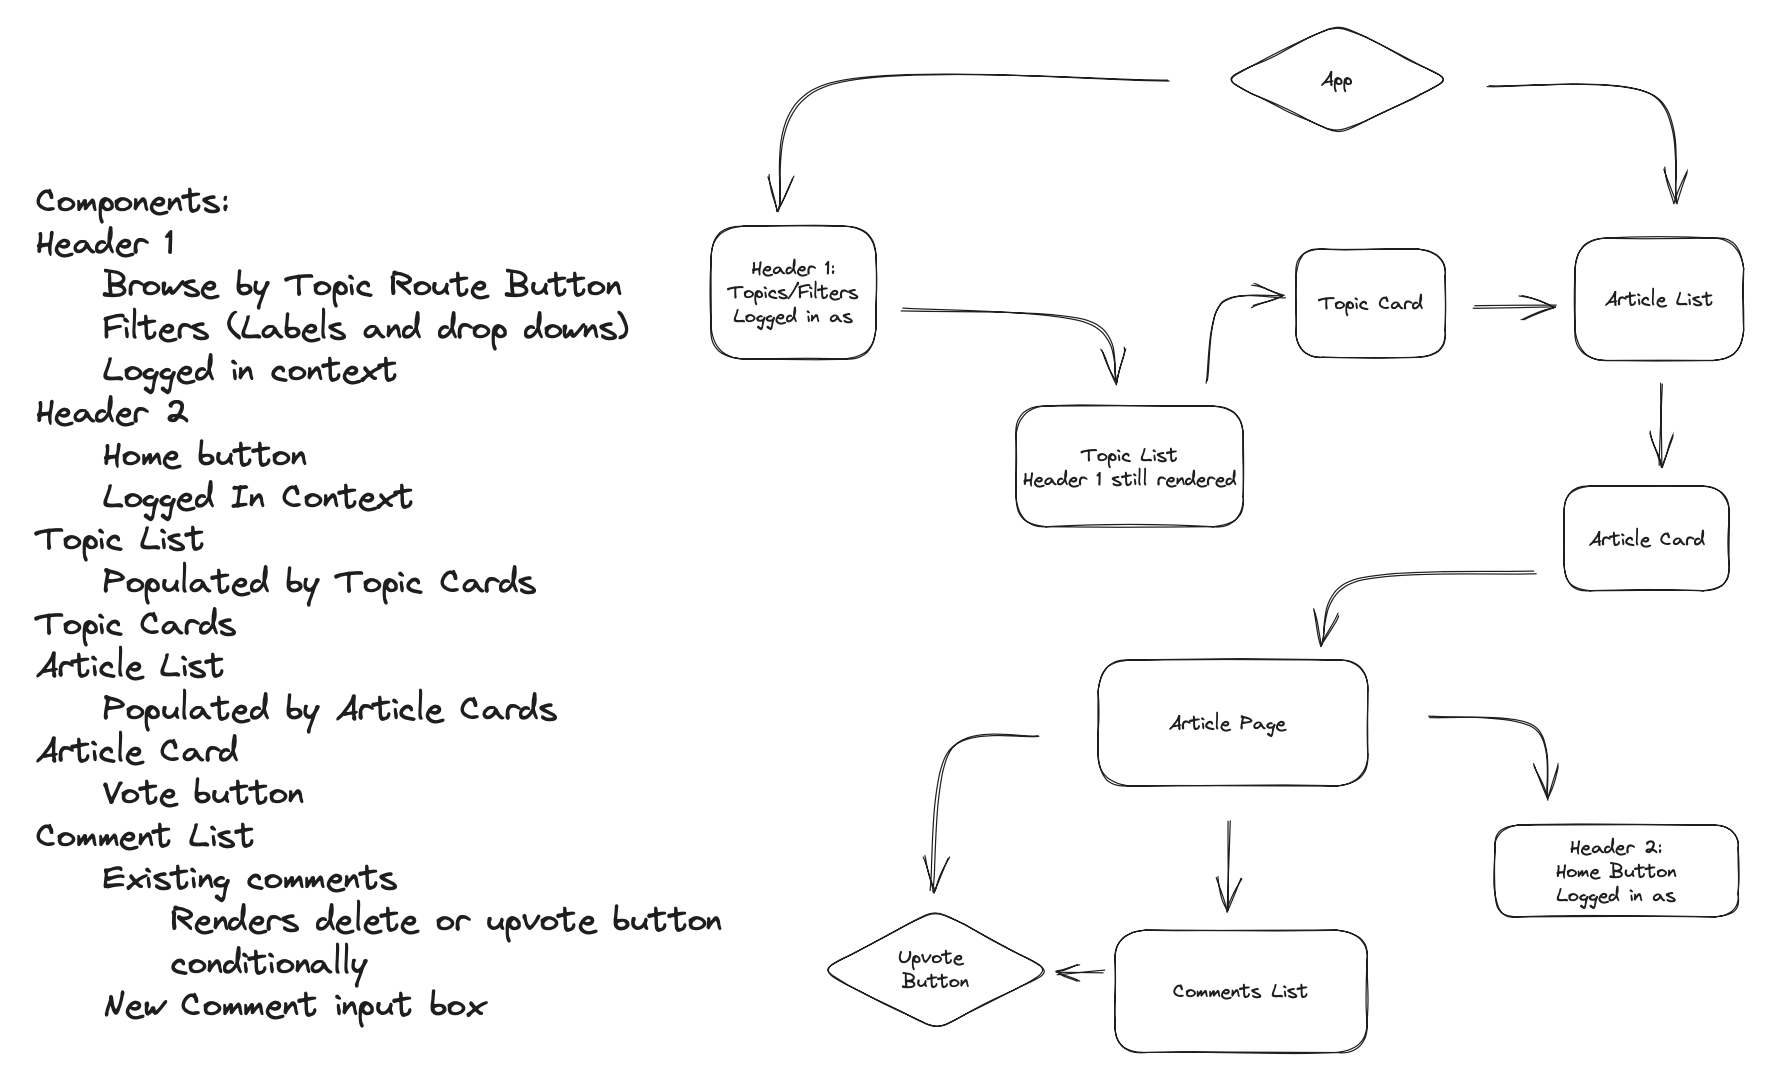 Components:
Header 1
Browse by Topic Route Button
Filters (Labels and drop downs)
Logged in context
Header 2
Home button
Logged In Context
Topic List
Populated by Topic Cards
Topic Cards
Article List
Populated by Article Cards
Article Card
Vote button
Comment List
Existing comments
Renders delete or upvote button
conditionally
New Comment input box
App
Header 1:
Topics/Filters
Logged in as
Topic List
Header 1 still rendered
Topic Card
Article List
Article Card
Article Page
Upvote
Button
Comments List
Header 2:
Home Button
Logged in as